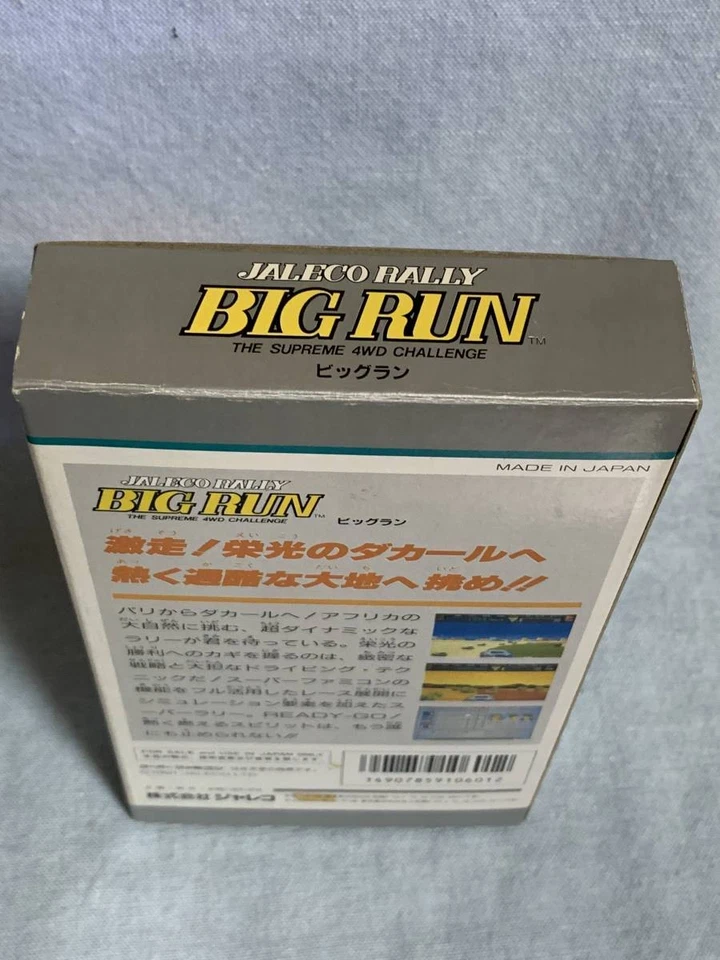 JALECO RALLY
BIG RUN™
THE SUPREME 4WD CHALLENGE
ビッグラン
MADE IN JAPAN
JALECO RALLY
BIG RUN™
THE SUPREME 4WD CHALLENGE
ビッグラン
激走!栄光のダカールへ
熱く過酷な大地へ挑め!!
パリからダカールへ!アフリカの
大自然に挑む、超ダイナミックな
ラリーが君を待っている。栄光の
勝利へのカギを握るのは、厳密な
戦略と大胆なドライビング・テク
ニックだ!スーパーファミコンの
機能をフル活用したレース展開に
シミュレーション要素を加えたス
ーパーラリー。READY-GO!
熱く燃えるスピリットは、もう誰
にも止められない!!
FOR SALE and USE IN JAPAN ONLY
株式会社 ジャレコ
14907859106012